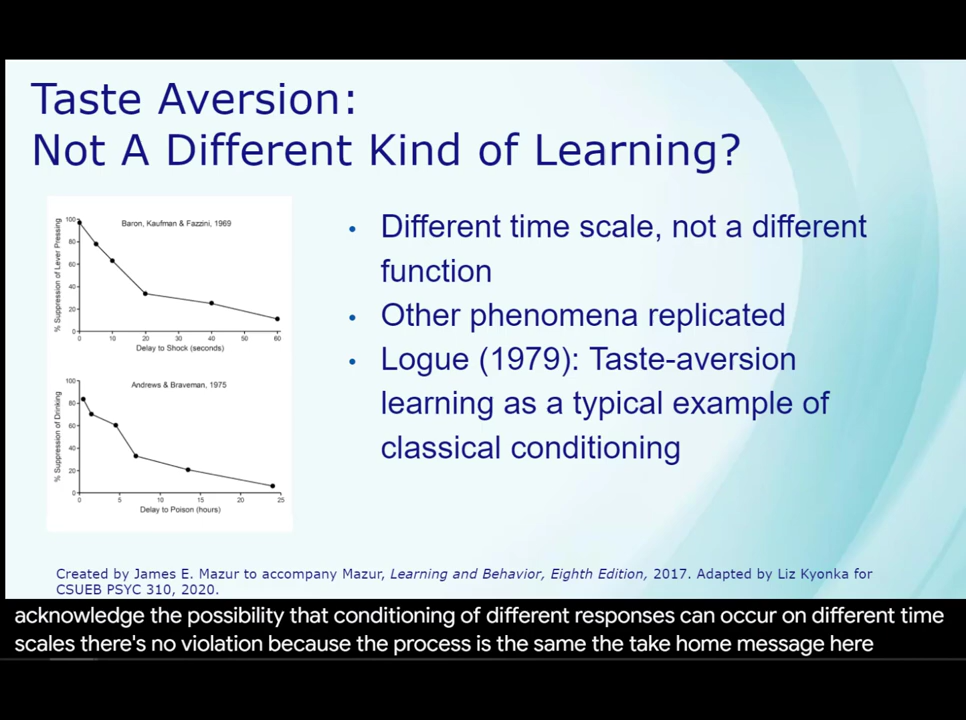 Taste Aversion:
Not A Different Kind of Learning?
Baron, Kaufman & Fazzini, 1969
% Suppression of Lever Pressing
100
80
60
40
20
0
0 10 20 30 40 50 60
Delay to Shock (seconds)
Andrews & Braveman, 1975
% Suppression of Drinking
100
80
60
40
20
0
0 5 10 15 20 25
Delay to Poison (hours)
• Different time scale, not a different
function
• Other phenomena replicated
• Logue (1979): Taste-aversion
learning as a typical example of
classical conditioning
Created by James E. Mazur to accompany Mazur, Learning and Behavior, Eighth Edition, 2017. Adapted by Liz Kyonka for
CSUEB PSYC 310, 2020.
acknowledge the possibility that conditioning of different responses can occur on different time
scales there's no violation because the process is the same the take home message here